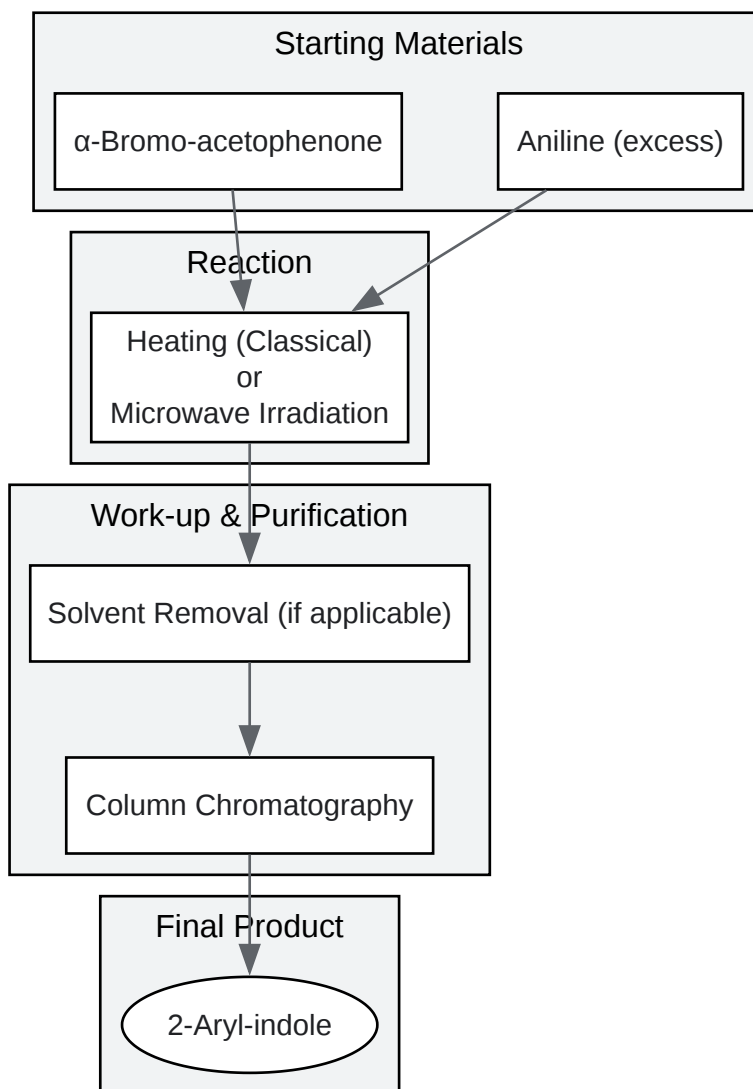 Starting Materials
α-Bromo-acetophenone
Aniline (excess)
Reaction
Heating (Classical)
or
Microwave Irradiation
Work-up & Purification
Solvent Removal (if applicable)
Column Chromatography
Final Product
2-Aryl-indole